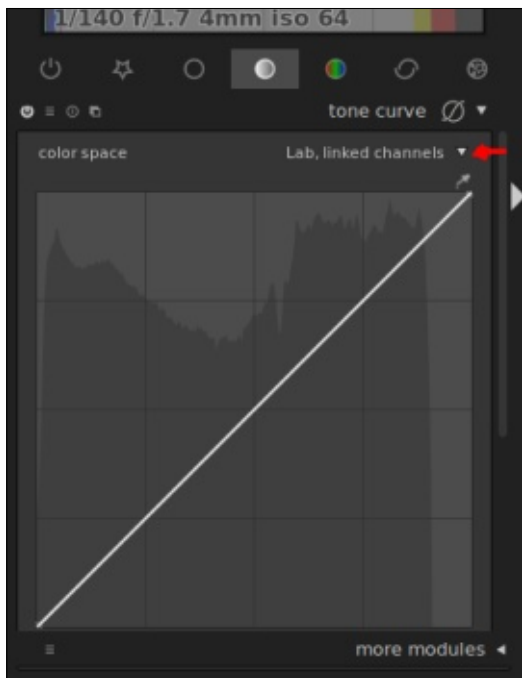 1/140 f/1.7 4mm iso 64
tone curve
color space Lab, linked channels
more modules